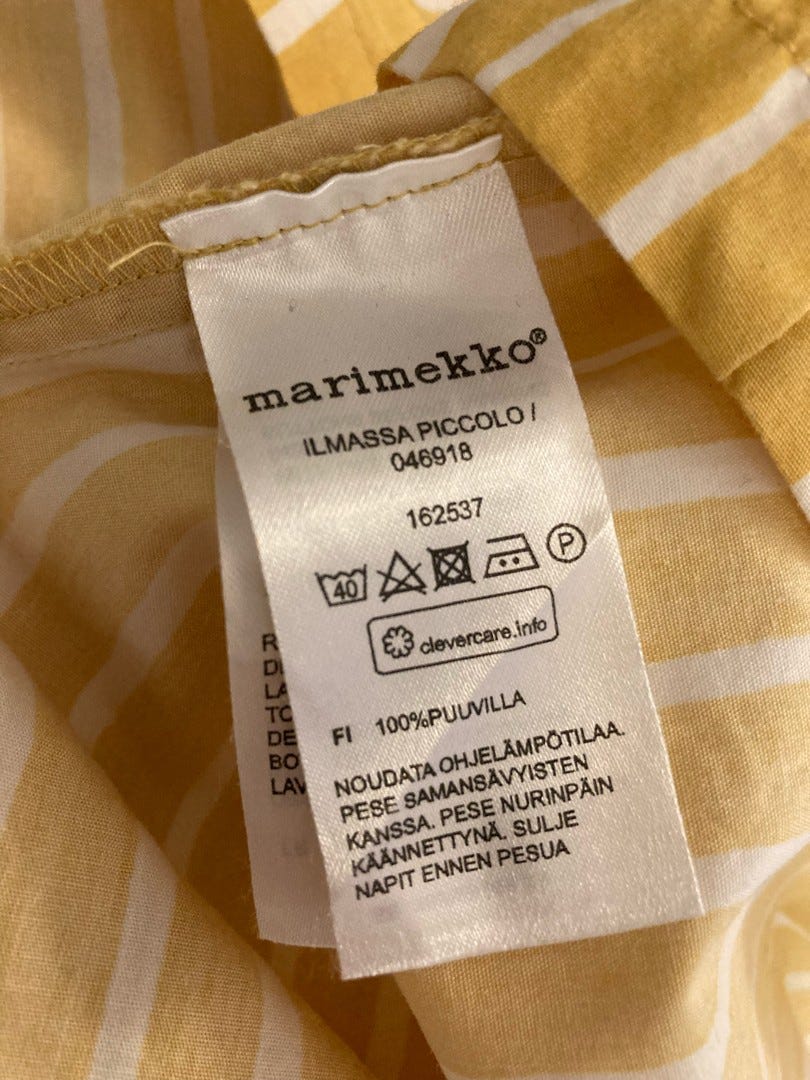 marimekko®
ILMASSA PICCOLO /
046918
162537
40 P
clevercare.info
FI 100%PUUVILLA
NOUDATA OHJELÄMPÖTILAA.
PESE SAMANSÄVYISTEN
KANSSA. PESE NURINPÄIN
KÄÄNNETTYNÄ. SULJE
NAPIT ENNEN PESUA